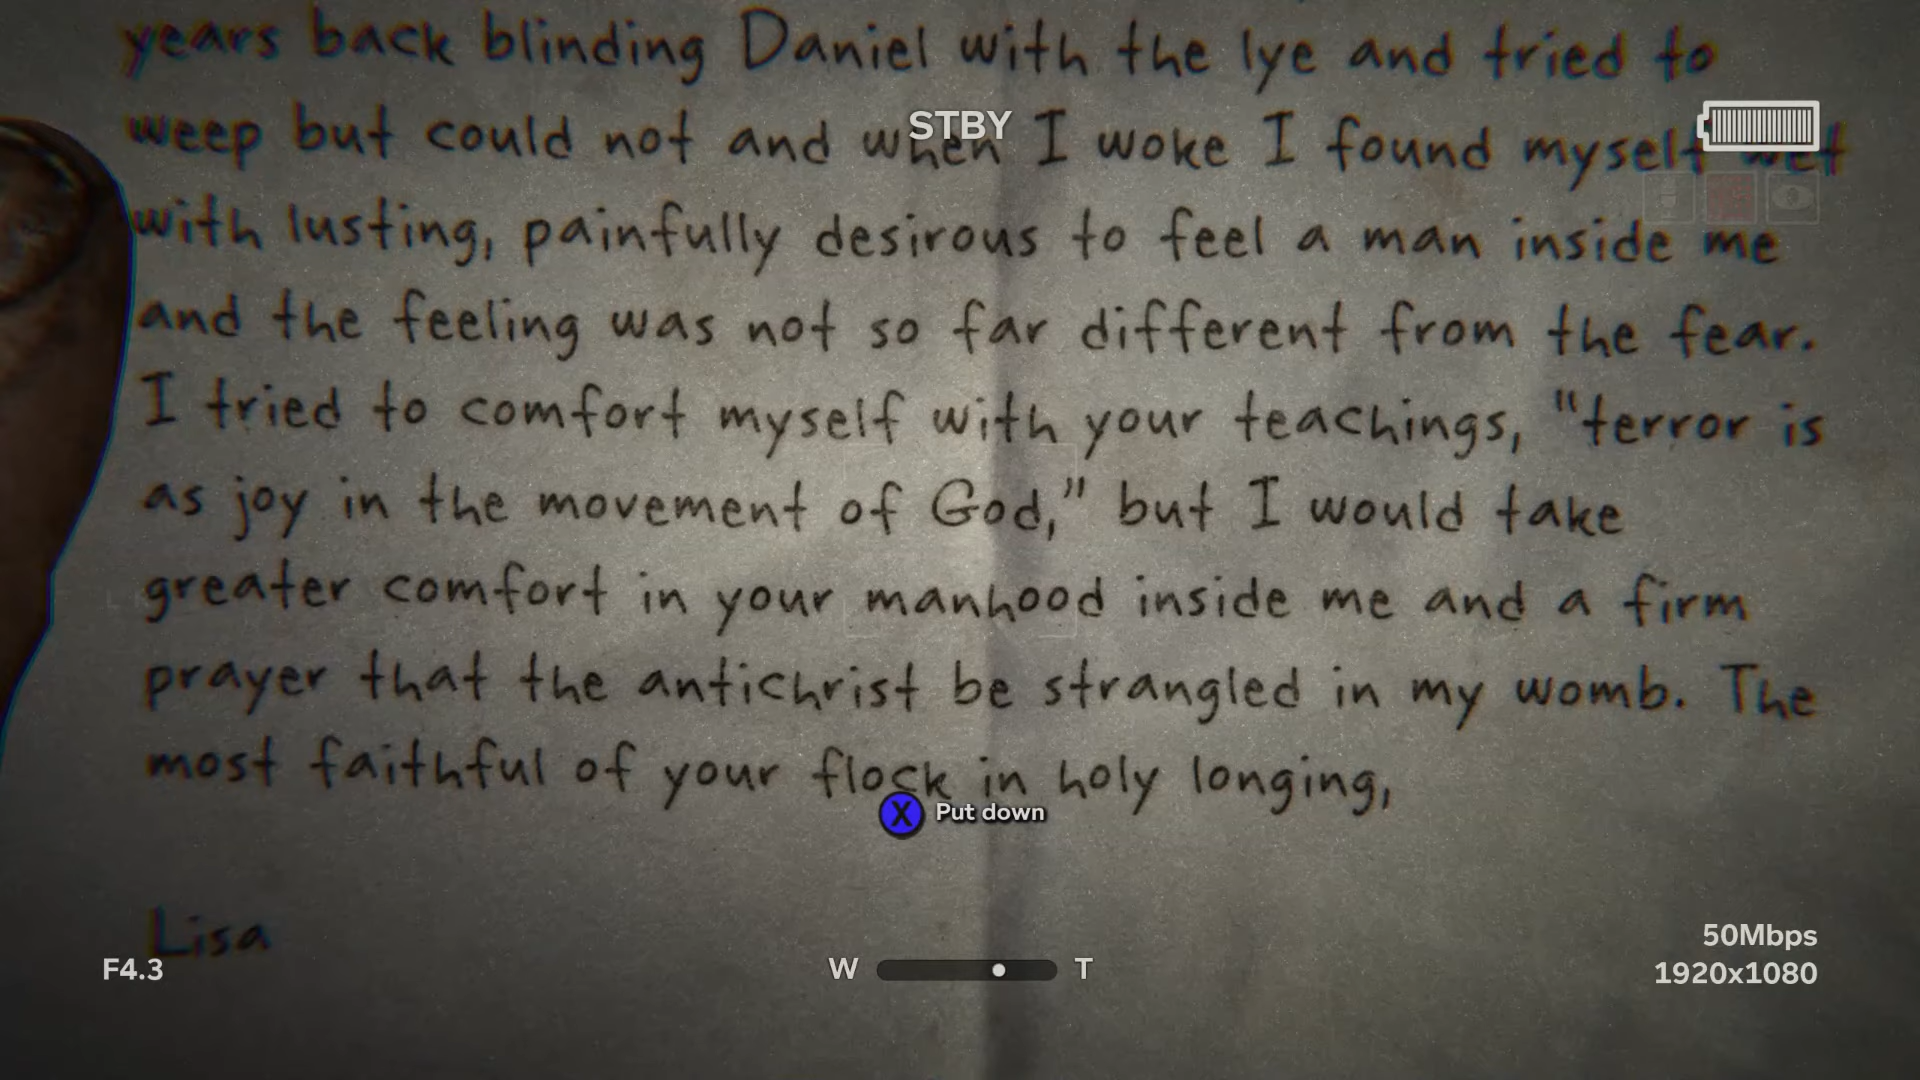 years back blinding Daniel with the lye and tried to
STBY
weep but could not and when I woke I found myself wet
with lusting, painfully desirous to feel a man inside me
and the feeling was not so far different from the fear.
I tried to comfort myself with your teachings, "terror is
as joy in the movement of God," but I would take
greater comfort in your manhood inside me and a firm
prayer that the antichrist be strangled in my womb. The
most faithful of your flock in holy longing,
X Put down
Lisa
F4.3
W T
50Mbps
1920x1080